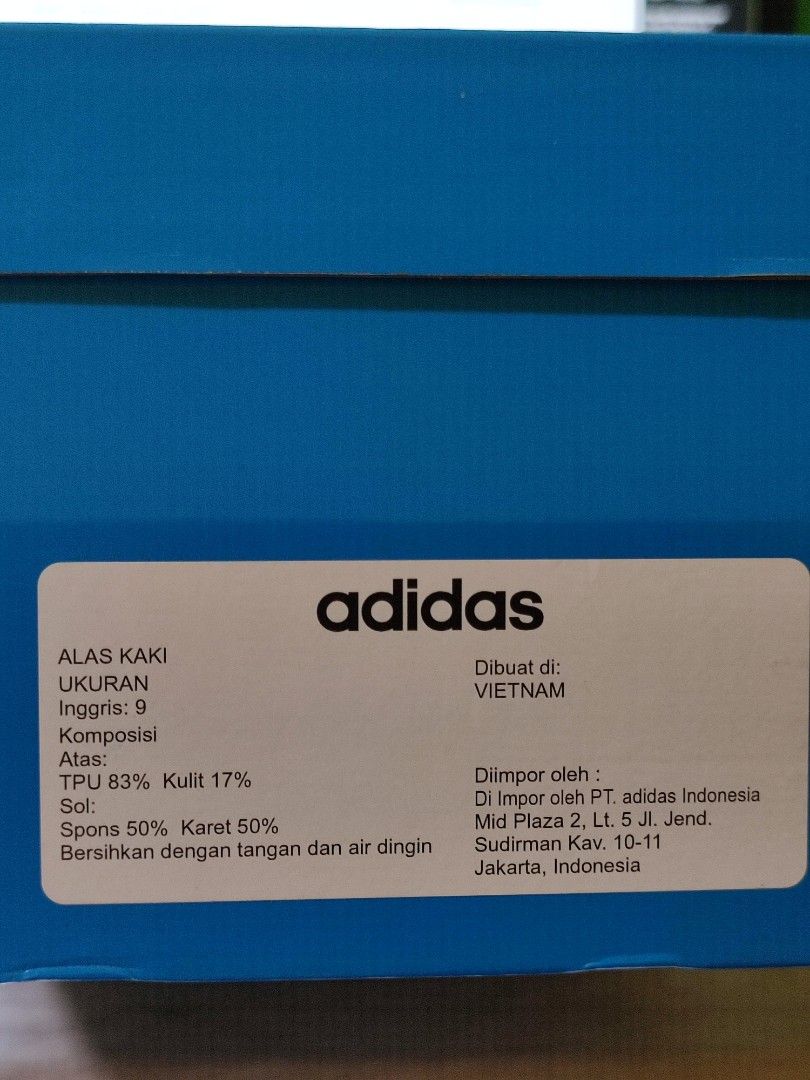 adidas
ALAS KAKI
UKURAN
Inggris: 9
Komposisi
Atas:
TPU 83% Kulit 17%
Sol:
Spons 50% Karet 50%
Bersihkan dengan tangan dan air dingin
Dibuat di:
VIETNAM
Diimpor oleh :
Di Impor oleh PT. adidas Indonesia
Mid Plaza 2, Lt. 5 Jl. Jend.
Sudirman Kav. 10-11
Jakarta, Indonesia